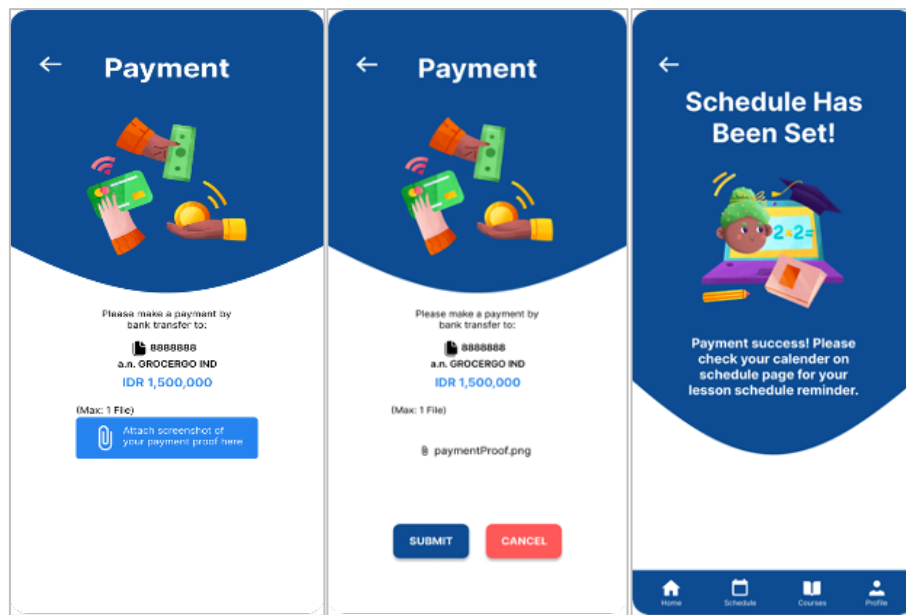 Payment
Please make a payment by
bank transfer to:
8888888
a.n. GROCERGO IND
IDR 1,500,000
(Max: 1 File)
Attach screenshot of
your payment proof here
Payment
Please make a payment by
bank transfer to:
8888888
a.n. GROCERGO IND
IDR 1,500,000
(Max: 1 File)
paymentProof.png
SUBMIT
CANCEL
Schedule Has
Been Set!
2×2=
Payment success! Please
check your calender on
schedule page for your
lesson schedule reminder.
Home
Schedule
Courses
Profile